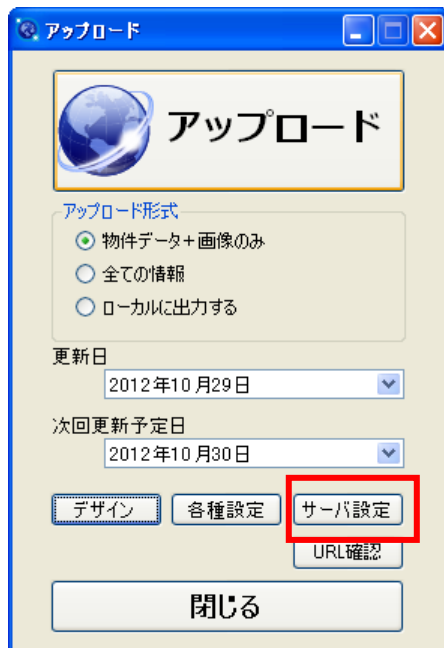 アップロード
アップロード
アップロード形式
物件データ+画像のみ
全ての情報
ローカルに出力する
更新日
2012年10月29日
次回更新予定日
2012年10月30日
デザイン 各種設定 サーバ設定
URL確認
閉じる